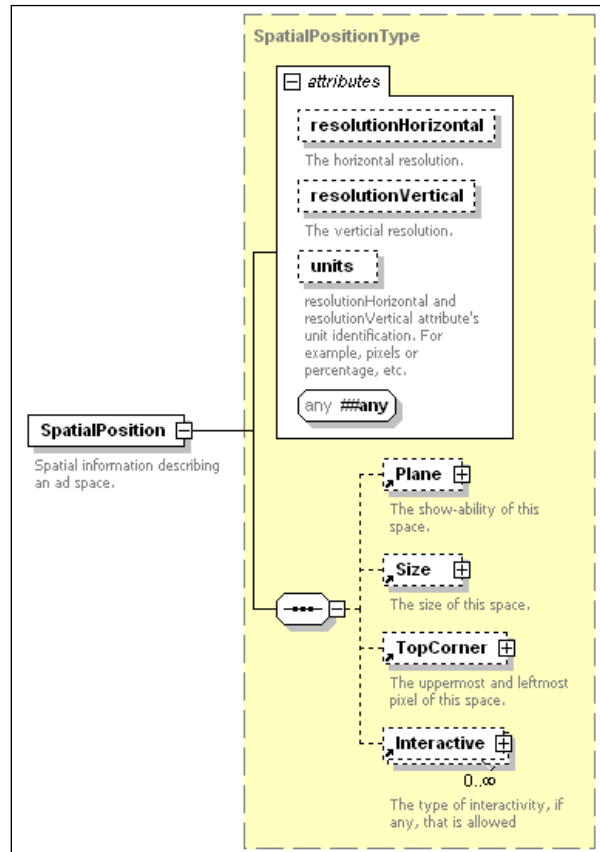 SpatialPositionType
attributes
resolutionHorizontal
The horizontal resolution.
resolutionVertical
The verticial resolution.
units
resolutionHorizontal and
resolutionVertical attribute's
unit identification. For
example, pixels or
percentage, etc.
any ##any
SpatialPosition
Spatial information describing
an ad space.
Plane
The show-ability of this
space.
Size
The size of this space.
TopCorner
The uppermost and leftmost
pixel of this space.
Interactive
0..∞
The type of interactivity, if
any, that is allowed